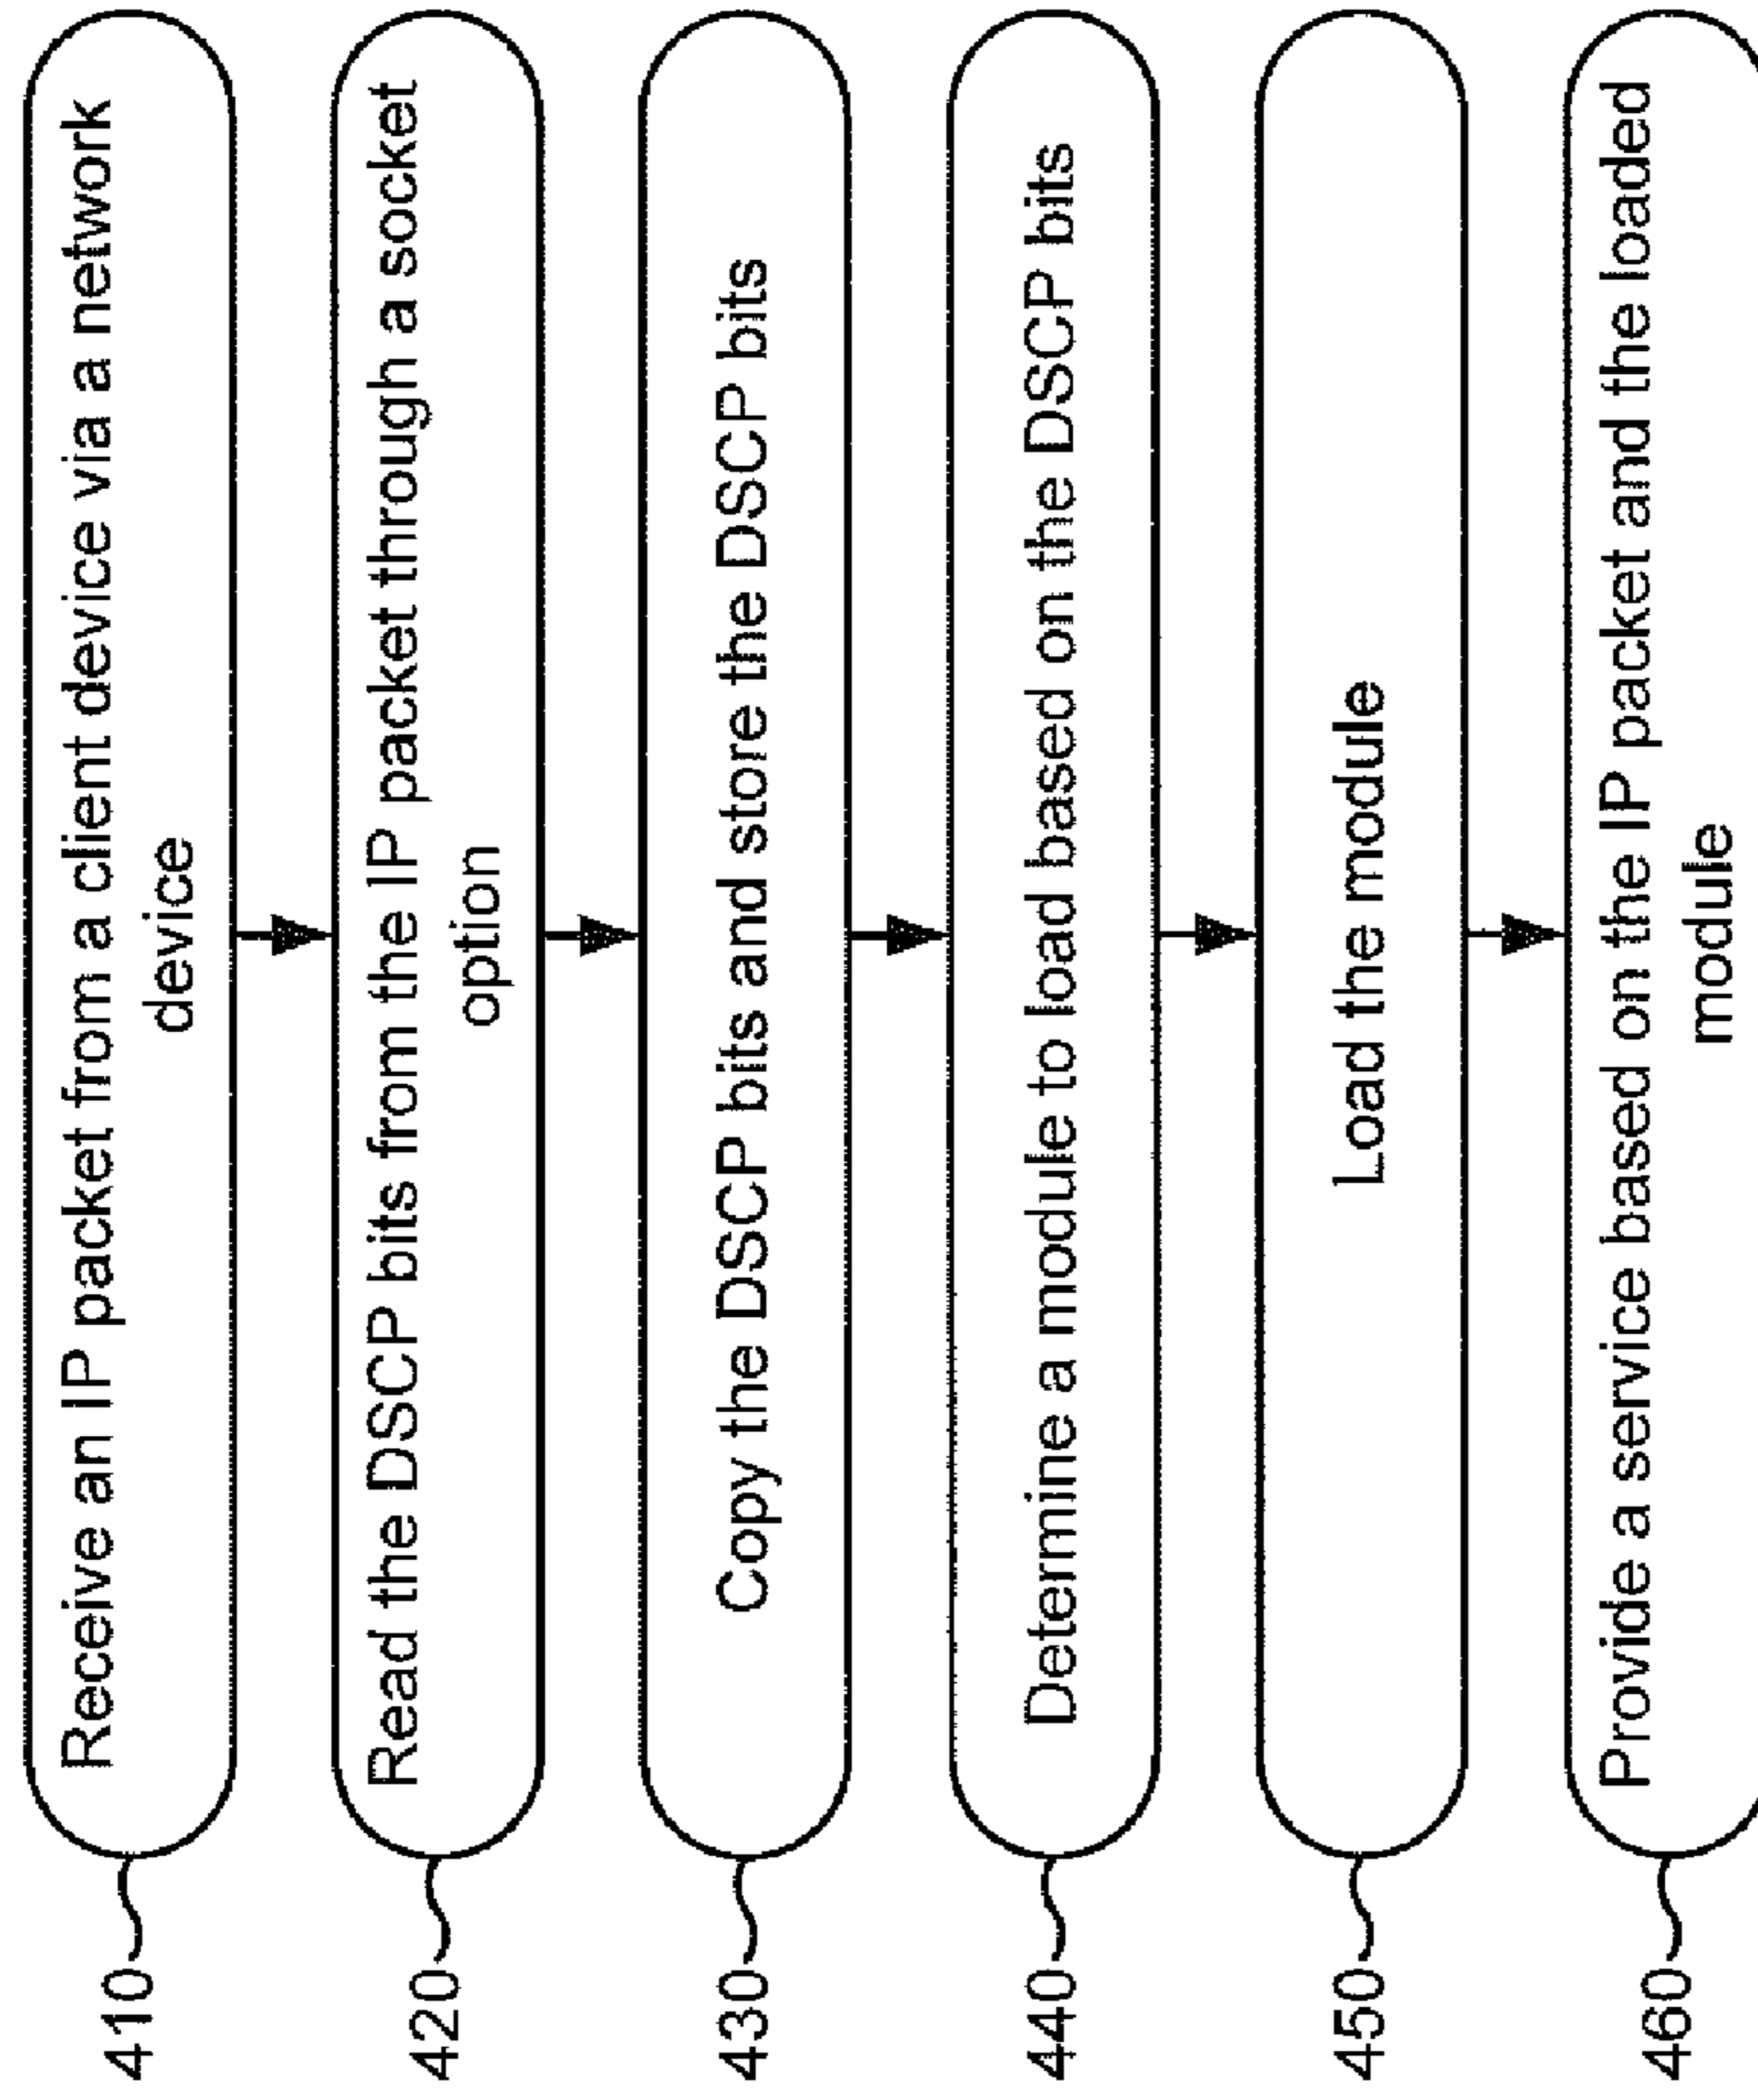 410
Receive an IP packet from a client device via a network
device
420
Read the DSCP bits from the IP packet through a socket
option
430
Copy the DSCP bits and store the DSCP bits
440
Determine a module to load based on the DSCP bits
450
Load the module
460
Provide a service based on the IP packet and the loaded
module